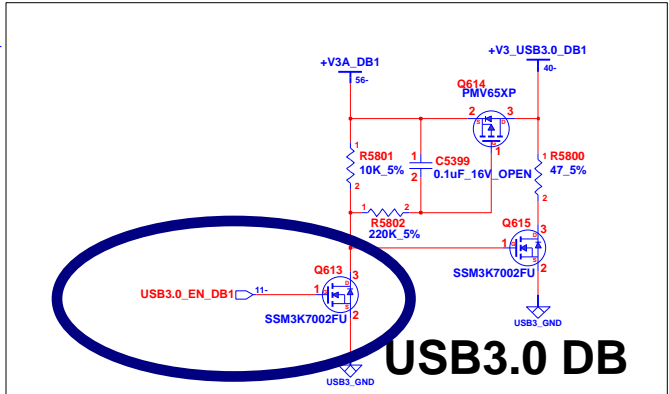 +V3A_DB1
56-
+V3_USB3.0_DB1
40-
Q614
PMV65XP
2
3
S
D
1
1
R5801
10K_5%
2
1
C5399
2
0.1uF_16V_OPEN
1
R5800
47_5%
2
1
2
R5802
220K_5%
Q615
3
1
G
D
S
2
SSM3K7002FU
USB3_GND
Q613
3
USB3.0_EN_DB1
11-
1
G
D
S
2
SSM3K7002FU
USB3_GND
USB3.0 DB